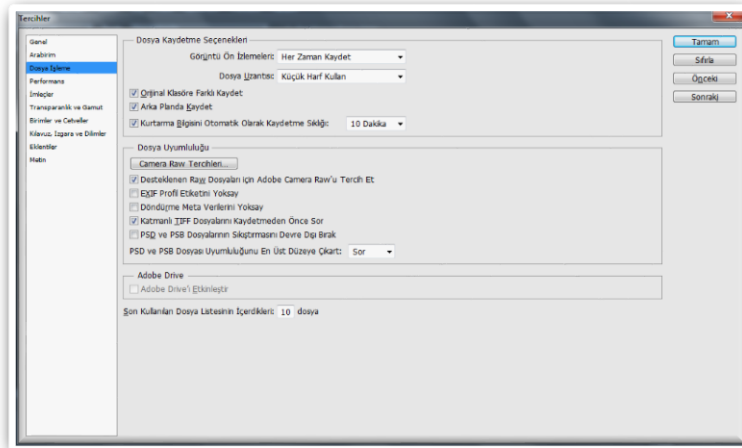 Tercihler
Genel
Arabirim
Dosya İşleme
Performans
İmleçler
Transparanlık ve Gamut
Birimler ve Cetveller
Kılavuz, Izgara ve Dilimler
Eklentiler
Metin
Dosya Kaydetme Seçenekleri
Görüntü Ön İzlemeleri: Her Zaman Kaydet
Dosya Uzantısı: Küçük Harf Kullan
Orijinal Klasöre Farklı Kaydet
Arka Planda Kaydet
Kurtarma Bilgisini Otomatik Olarak Kaydetme Sıklığı: 10 Dakika
Dosya Uyumluluğu
Camera Raw Tercihleri...
Desteklenen Raw Dosyaları için Adobe Camera Raw'u Tercih Et
EXIF Profil Etiketini Yoksay
Döndürme Meta Verilerini Yoksay
Katmanlı TIFF Dosyalarını Kaydetmeden Önce Sor
PSD ve PSB Dosyalarının Sıkıştırmasını Devre Dışı Bırak
PSD ve PSB Dosyası Uyumluluğunu En Üst Düzeye Çıkart: Sor
Adobe Drive
Adobe Drive'ı Etkinleştir
Son Kullanılan Dosya Listesinin İçerdikleri: 10 dosya
Tamam
Sıfırla
Önceki
Sonraki